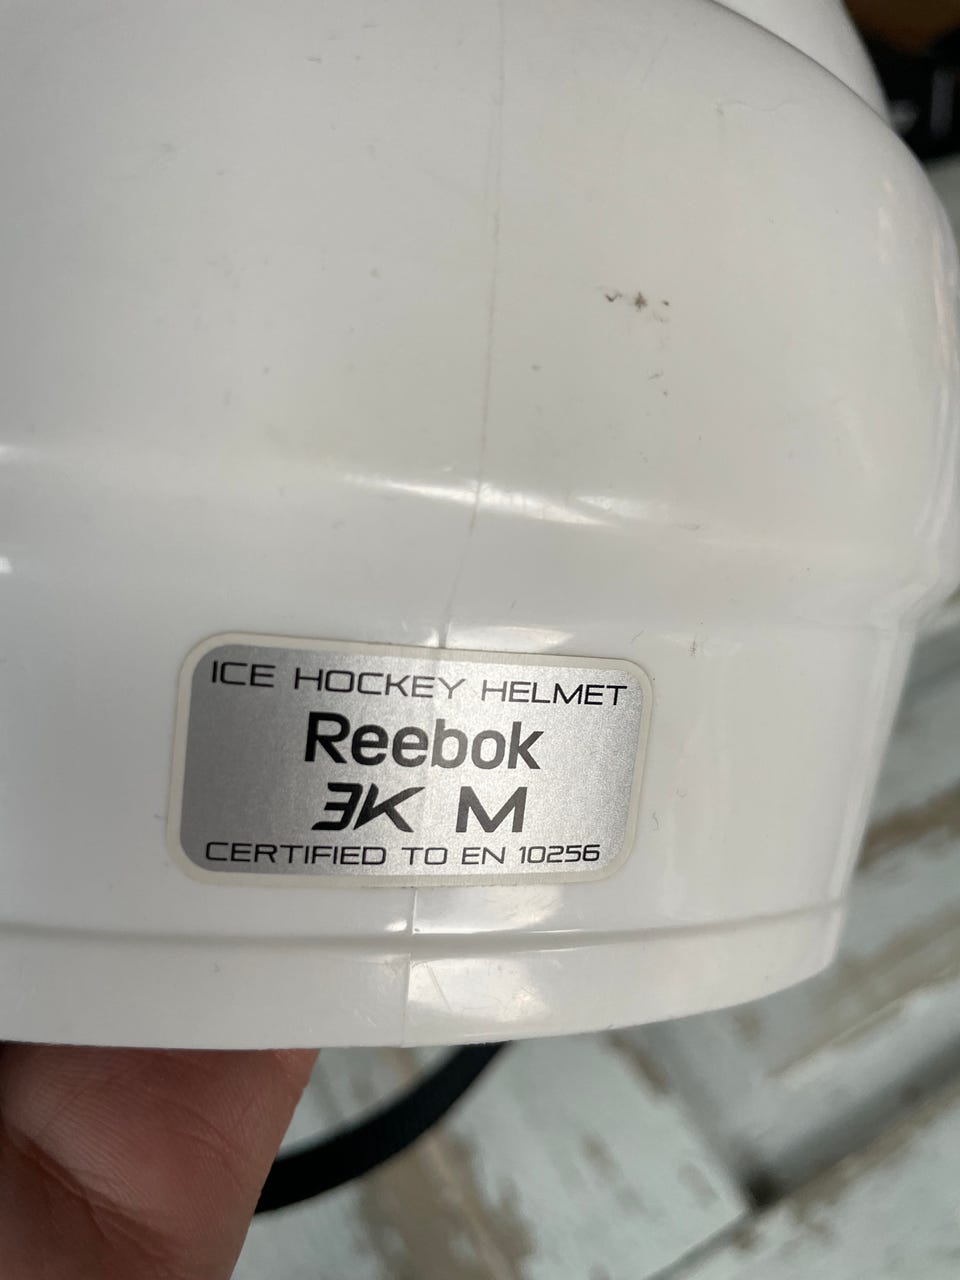 ICE HOCKEY HELMET
Reebok
3K M
CERTIFIED TO EN 10256